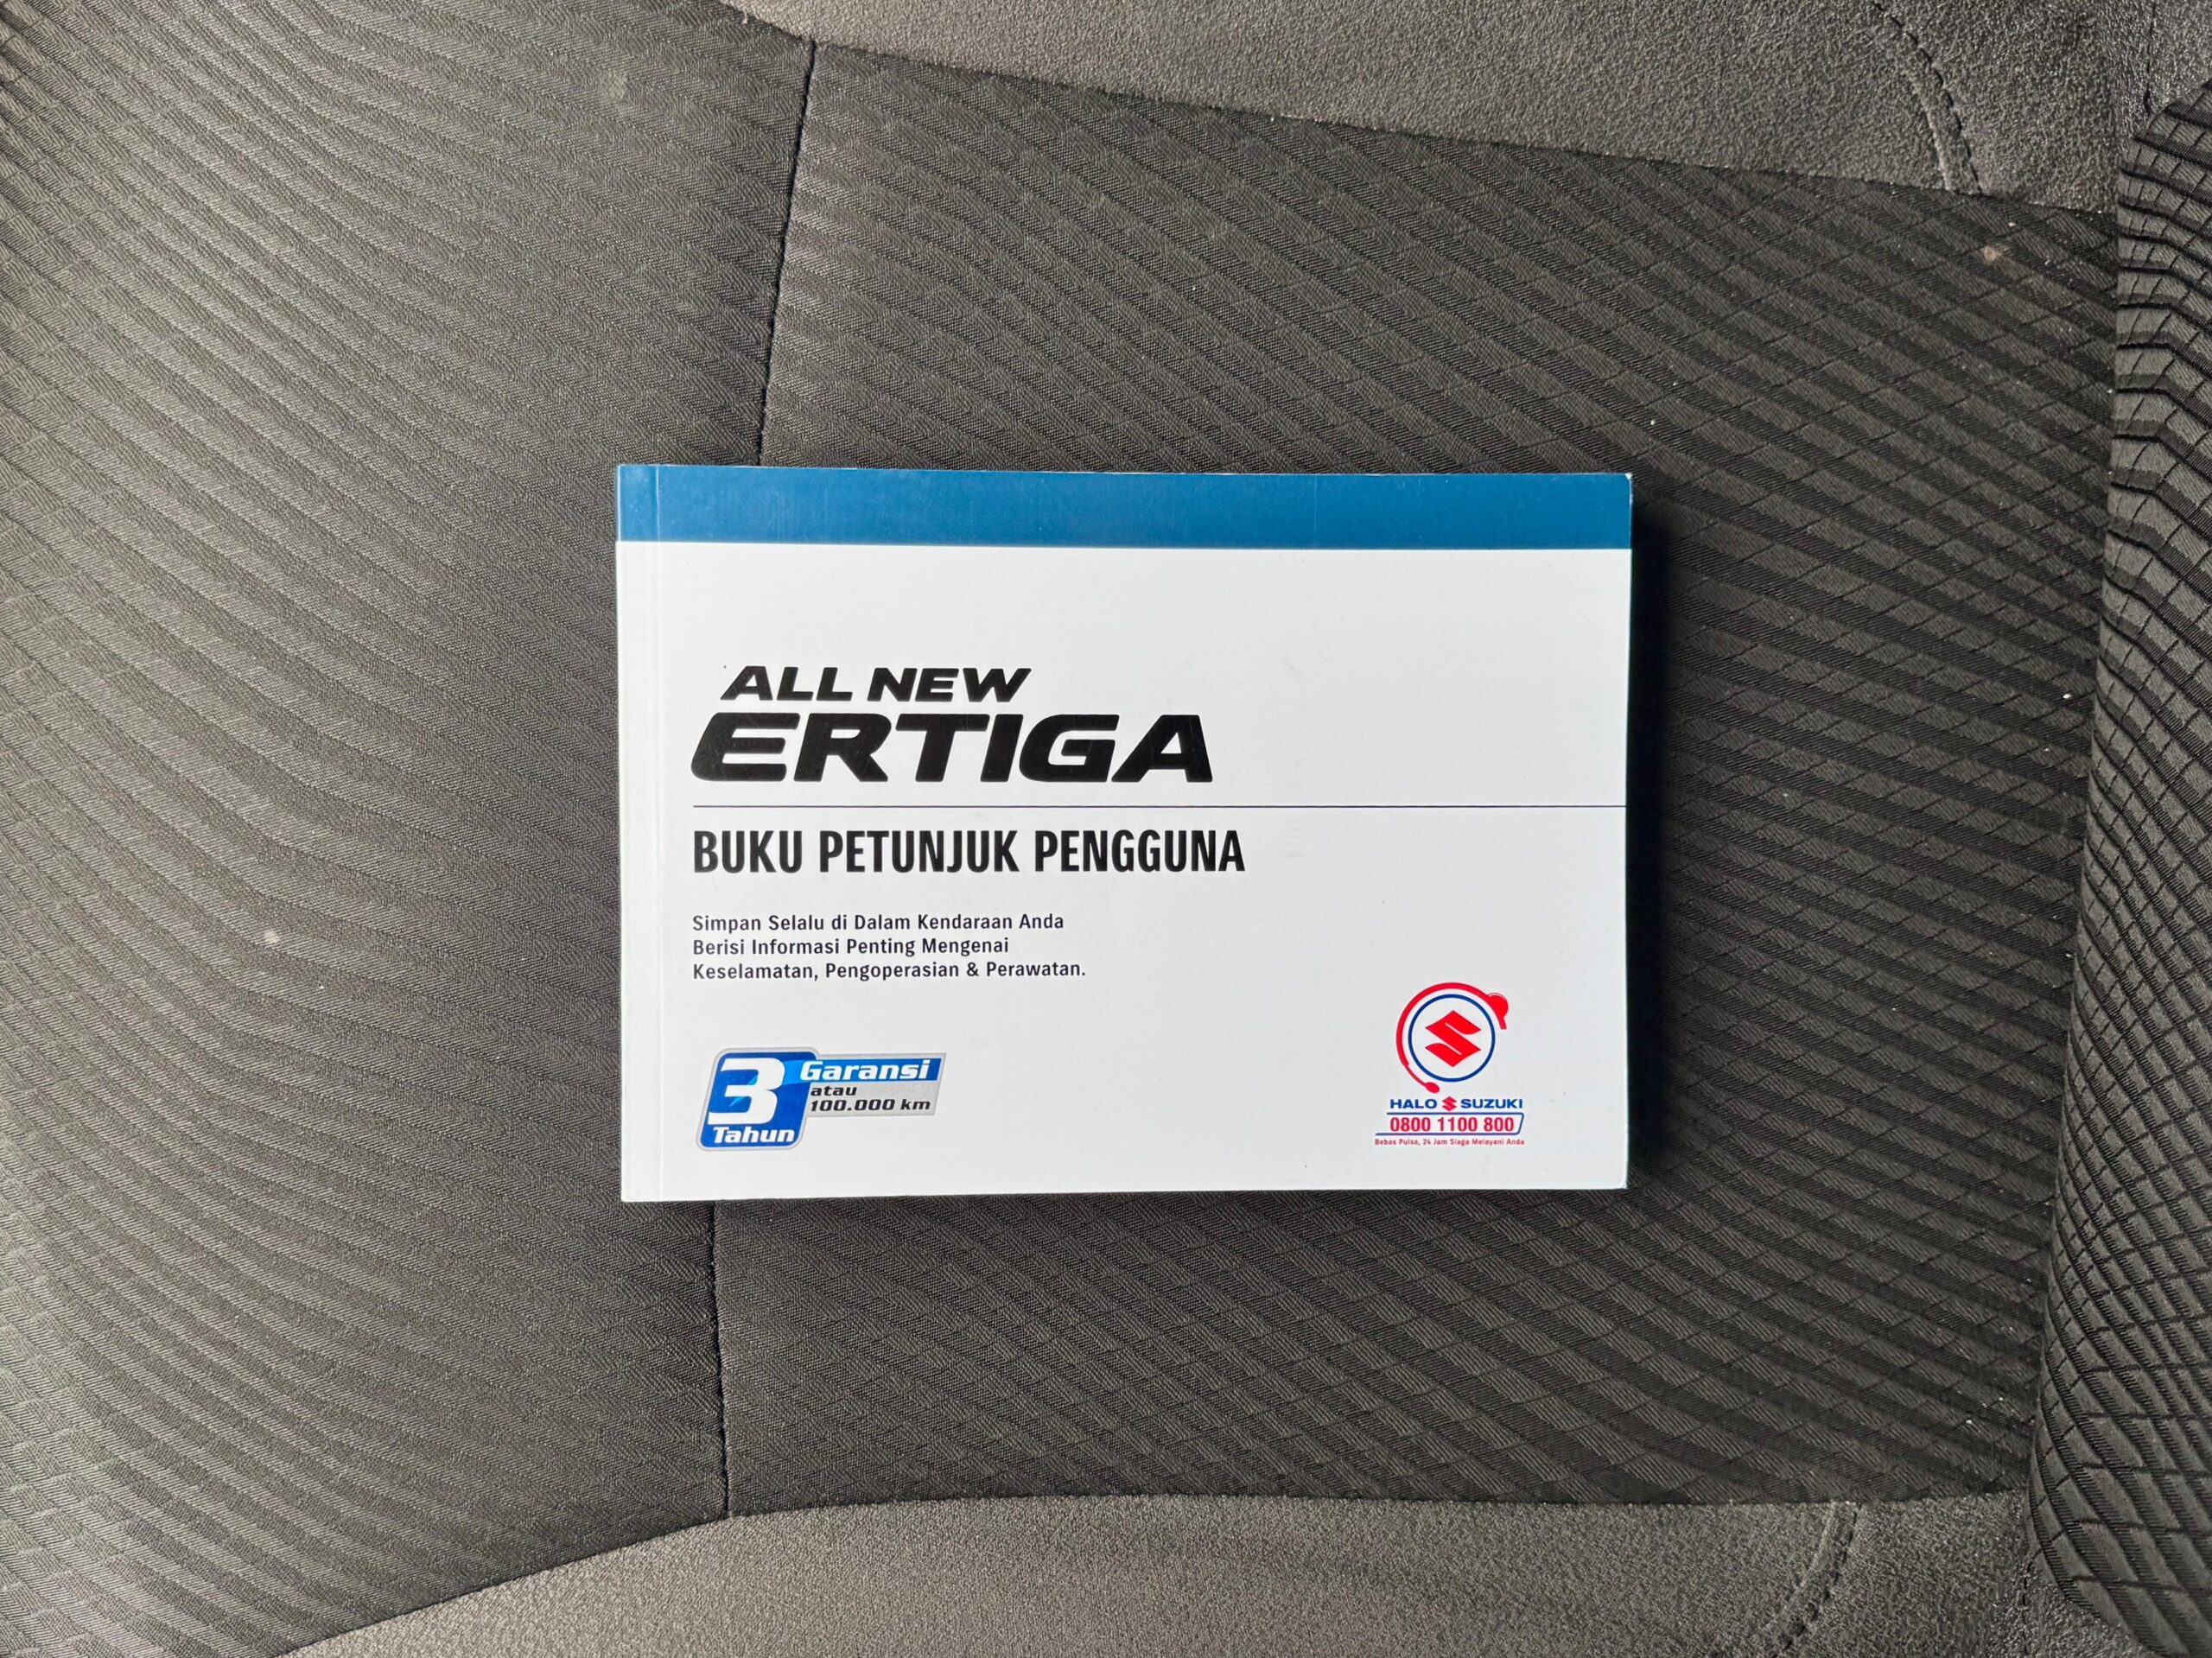 ALL NEW
ERTIGA
BUKU PETUNJUK PENGGUNA
Simpan Selalu di Dalam Kendaraan Anda
Berisi Informasi Penting Mengenai
Keselamatan, Pengoperasian & Perawatan.
3 Garansi
atau
100.000 km
Tahun
HALO SUZUKI
0800 1100 800
Bebas Pulsa, 24 Jam Siaga Melayani Anda